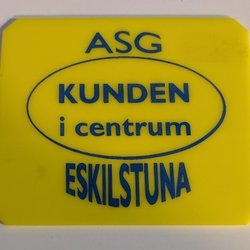 ASG
KUNDEN
i centrum
ESKILSTUNA